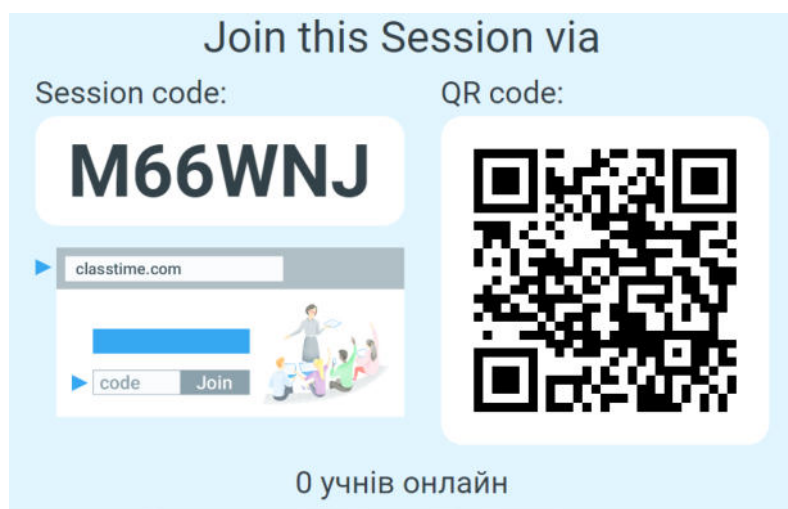 Join this Session via
Session code:
QR code:
M66WNJ
classtime.com
code
Join
0 учнів онлайн